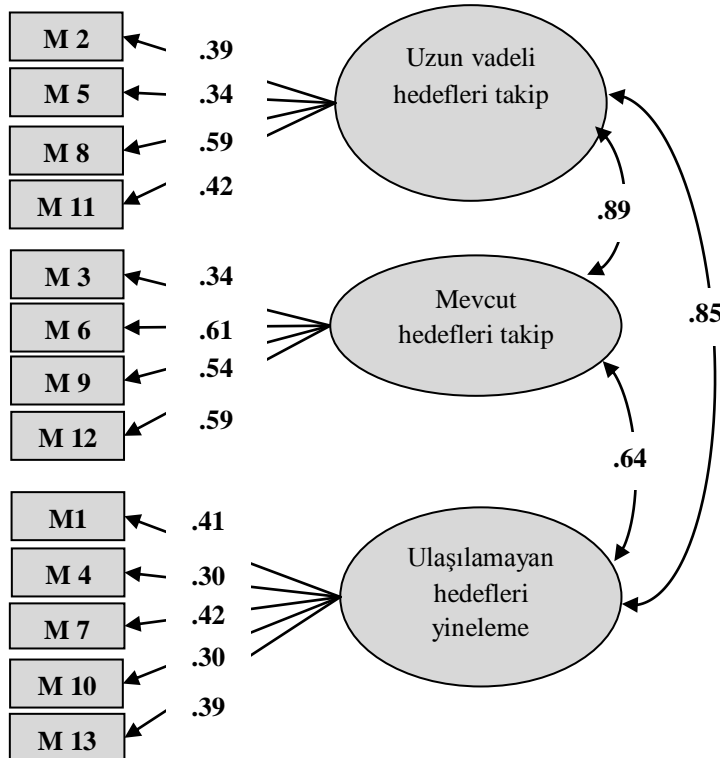 M 2
.39
M 5
.34
M 8
.59
M 11
.42
Uzun vadeli
hedefleri takip
.89
M 3
.34
M 6
.61
M 9
.54
M 12
.59
Mevcut
hedefleri takip
.85
.64
M1
.41
M 4
.30
M 7
.42
M 10
.30
M 13
.39
Ulaşılamayan
hedefleri
yineleme